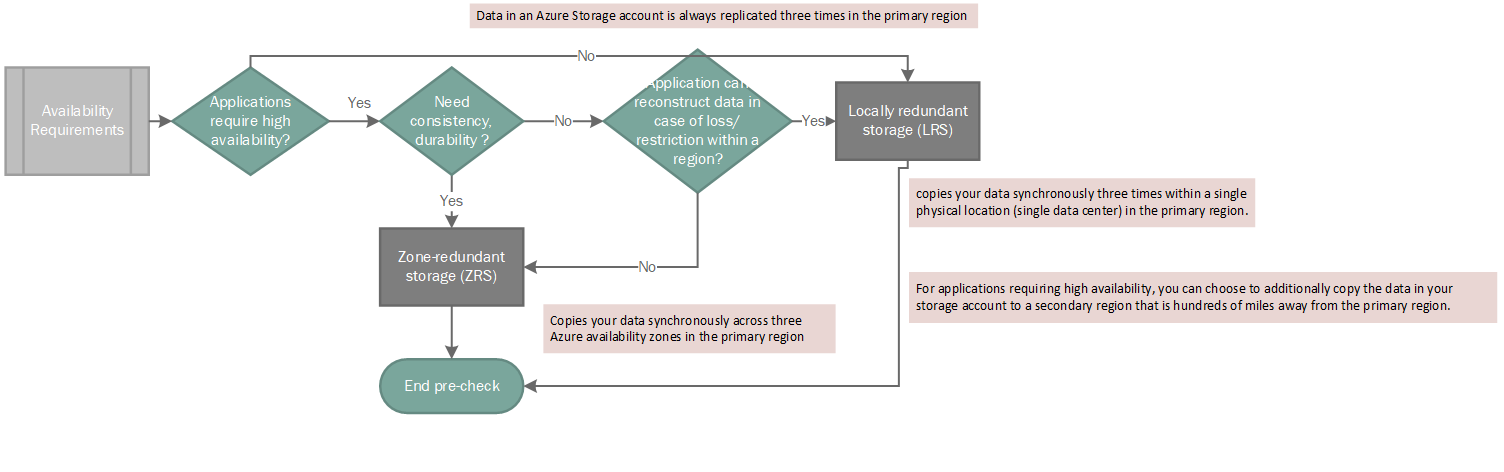 Data in an Azure Storage account is always replicated three times in the primary region
No
Availability
Requirements
Applications
require high
availability?
Yes
Need
consistency,
durability ?
No
Application can
reconstruct data in
case of loss/
restriction within a
region?
Yes
Locally redundant
storage (LRS)
copies your data synchronously three times within a single
physical location (single data center) in the primary region.
Yes
Zone-redundant
storage (ZRS)
No
For applications requiring high availability, you can choose to additionally copy the data in your
storage account to a secondary region that is hundreds of miles away from the primary region.
Copies your data synchronously across three
Azure availability zones in the primary region
End pre-check